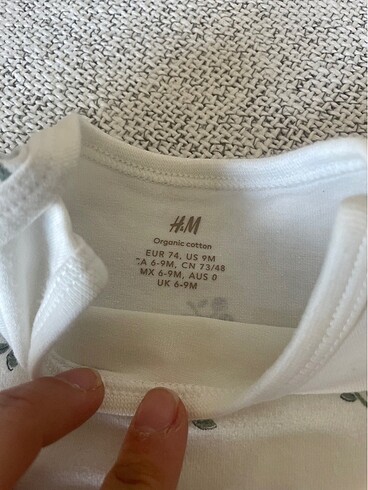 H&M
Organic cotton
EUR 74, US 9M
CA 6-9M, CN 73/48
MX 6-9M, AUS 0
UK 6-9M